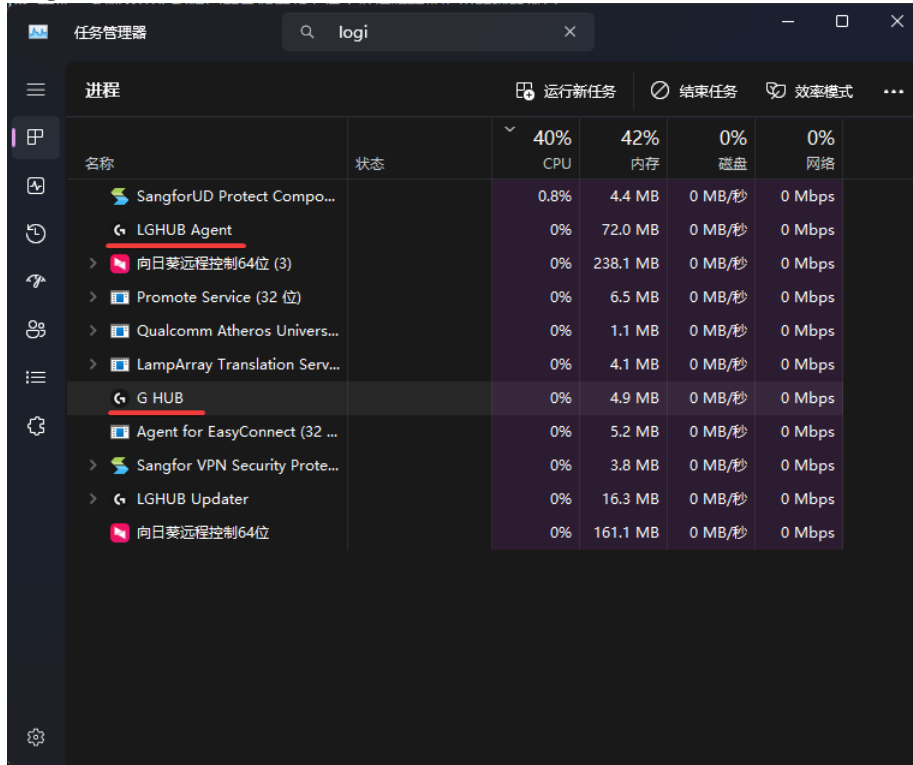 任务管理器
logi
进程
运行新任务 结束任务 效率模式
40% 42% 0% 0%
名称 状态 CPU 内存 磁盘 网络
SangforUD Protect Compo... 0.8% 4.4 MB 0 MB/秒 0 Mbps
LGHUB Agent 0% 72.0 MB 0 MB/秒 0 Mbps
向日葵远程控制64位 (3) 0% 238.1 MB 0 MB/秒 0 Mbps
Promote Service (32 位) 0% 6.5 MB 0 MB/秒 0 Mbps
Qualcomm Atheros Univers... 0% 1.1 MB 0 MB/秒 0 Mbps
LampArray Translation Serv... 0% 4.1 MB 0 MB/秒 0 Mbps
G HUB 0% 4.9 MB 0 MB/秒 0 Mbps
Agent for EasyConnect (32 ... 0% 5.2 MB 0 MB/秒 0 Mbps
Sangfor VPN Security Prote... 0% 3.8 MB 0 MB/秒 0 Mbps
LGHUB Updater 0% 16.3 MB 0 MB/秒 0 Mbps
向日葵远程控制64位 0% 161.1 MB 0 MB/秒 0 Mbps